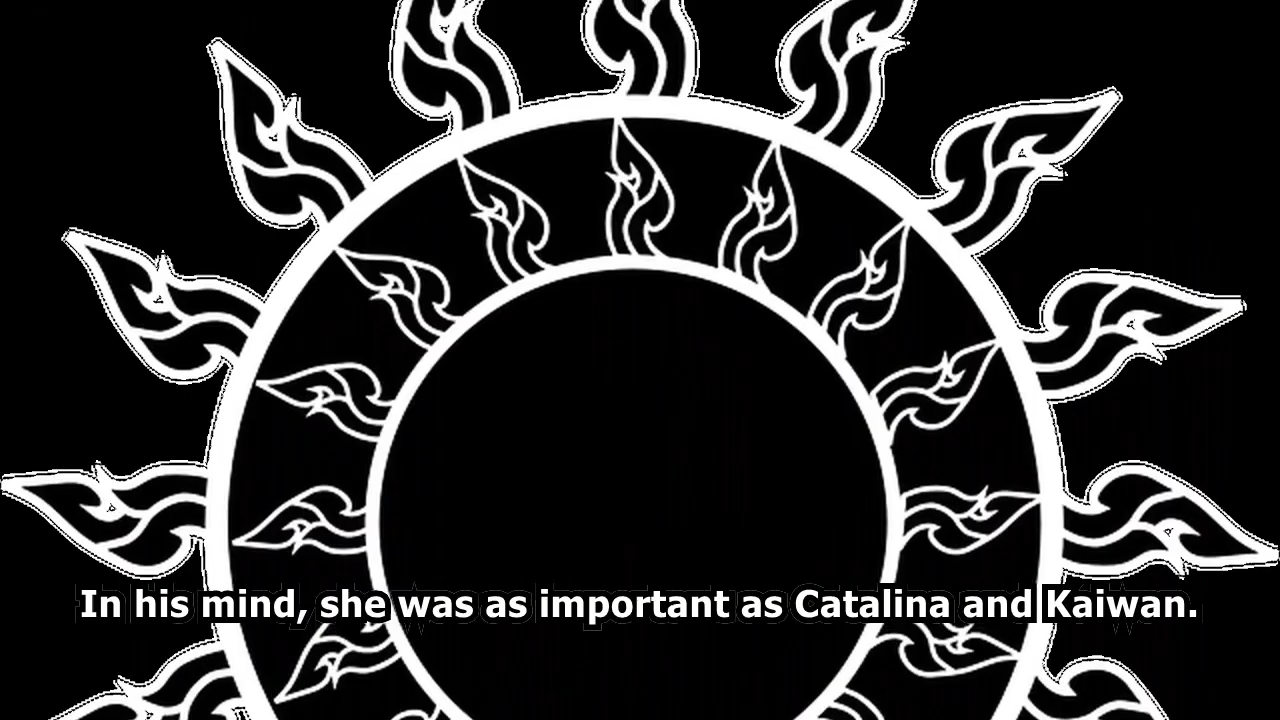 In his mind, she was as important as Catalina and Kaiwan.